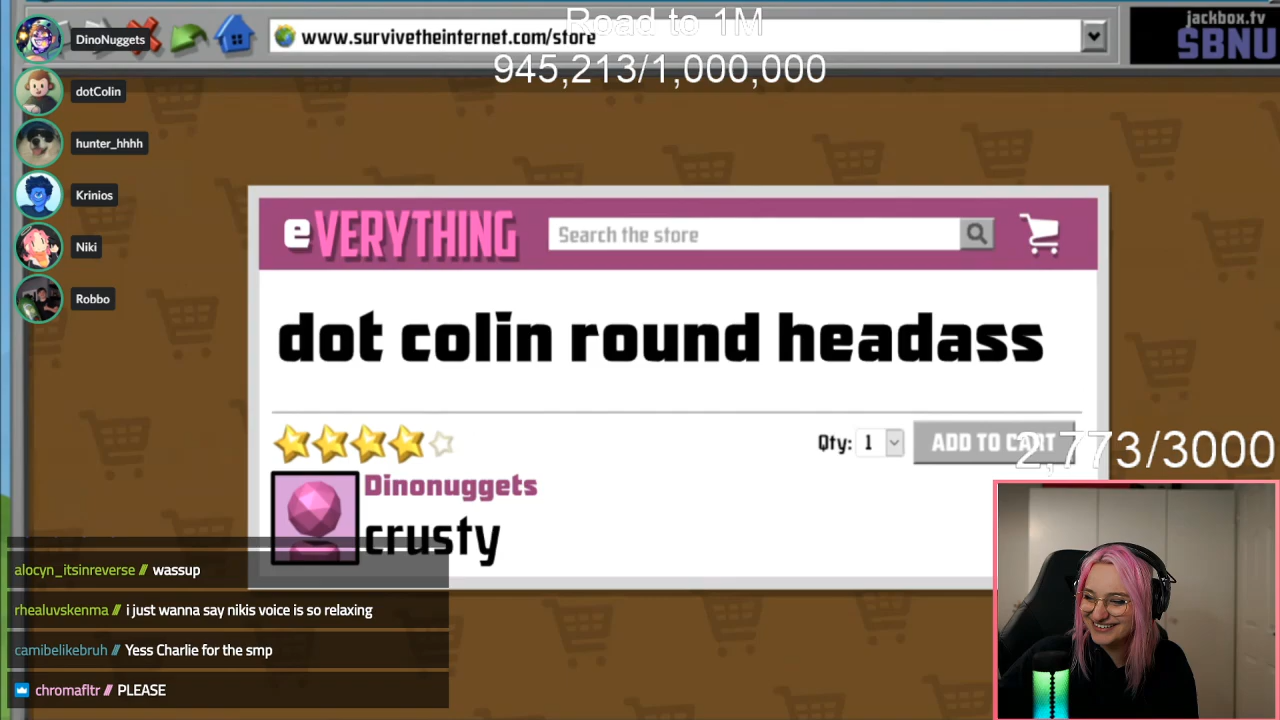 Road to 1M
945,213/1,000,000
www.survivetheinternet.com/store
jackbox.tv
SBNU
DinoNuggets
dotColin
hunter_hhhh
Krinios
Niki
Robbo
eVERYTHING
Search the store
dot colin round headass
Qty: 1
ADD TO CART
2,773/3000
Dinonuggets
crusty
alocyn_itsinreverse // wassup
rhealuvskenma // i just wanna say nikis voice is so relaxing
camibelikebruh // Yess Charlie for the smp
chromafltr // PLEASE